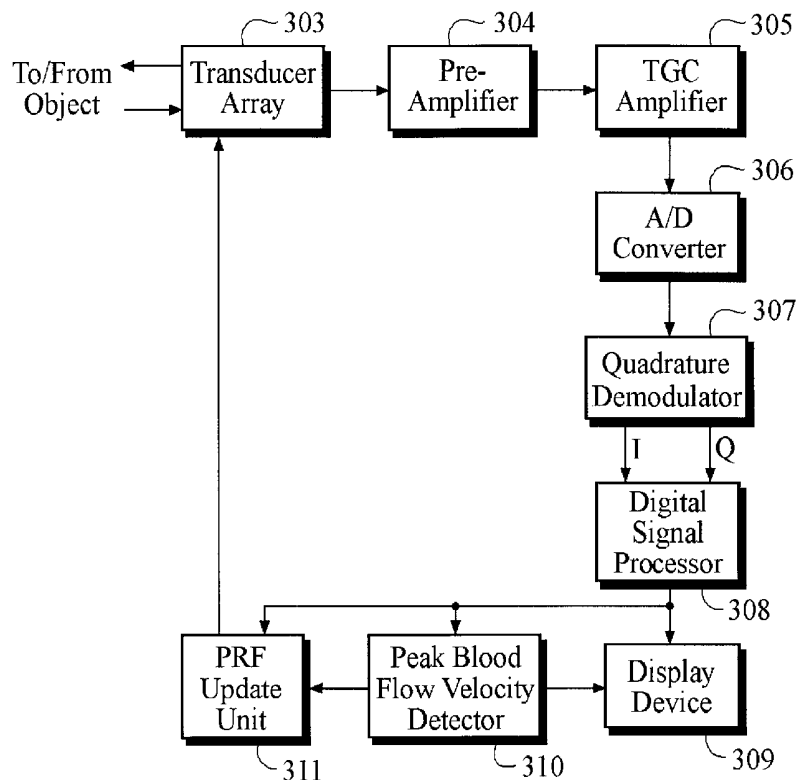 303
304
305
To/From
Object
Transducer
Array
Pre-
Amplifier
TGC
Amplifier
306
A/D
Converter
307
Quadrature
Demodulator
I
Q
Digital
Signal
Processor
308
PRF
Update
Unit
Peak Blood
Flow Velocity
Detector
Display
Device
311
310
309